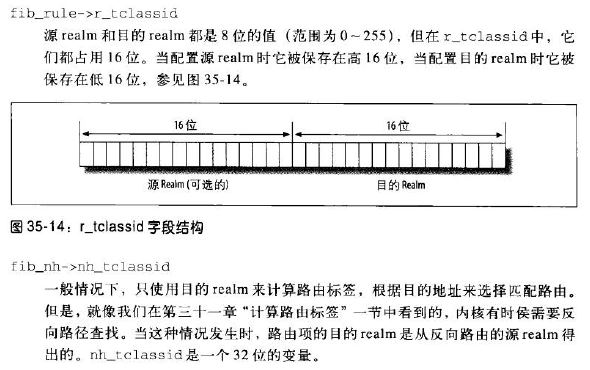 fib_rule->r_tclassid
源 realm 和目的 realm 都是 8 位的值（范围为 0～255），但在 r_tclassid 中，它
们都占用 16 位。当配置源 realm 时它被保存在高 16 位，当配置目的 realm 时它被
保存在低 16 位，参见图 35-14。
16 位 16 位
源 Realm (可选的) 目的 Realm
图 35-14：r_tclassid 字段结构
fib_nh->nh_tclassid
一般情况下，只使用目的 realm 来计算路由标签，根据目的地址来选择匹配路由。
但是，就像我们在第三十一章“计算路由标签”一节中看到的，内核有时侯需要反
向路径查找。当这种情况发生时，路由项的目的 realm 是从反向路由的源 realm 得
出的。nh_tclassid 是一个 32 位的变量。